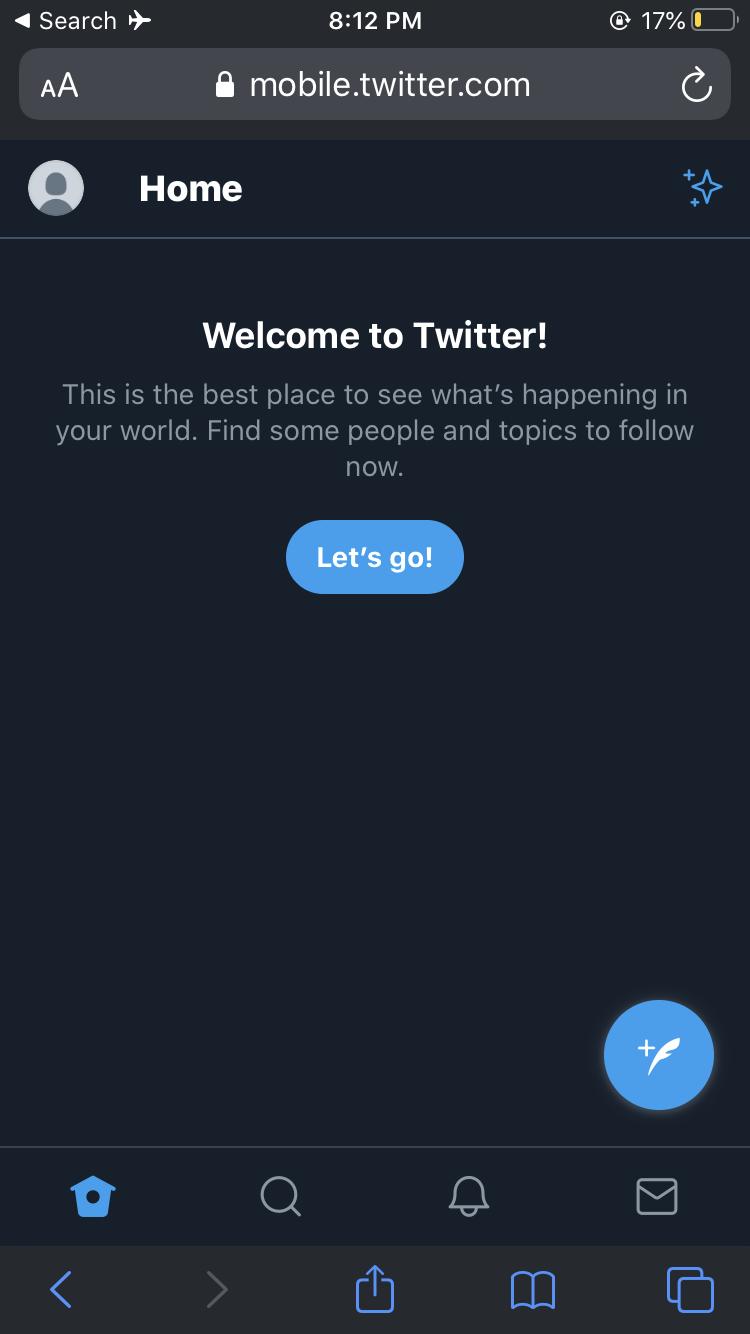 Search
8:12 PM
17%
AA
mobile.twitter.com
Home
Welcome to Twitter!
This is the best place to see what’s happening in
your world. Find some people and topics to follow
now.
Let’s go!